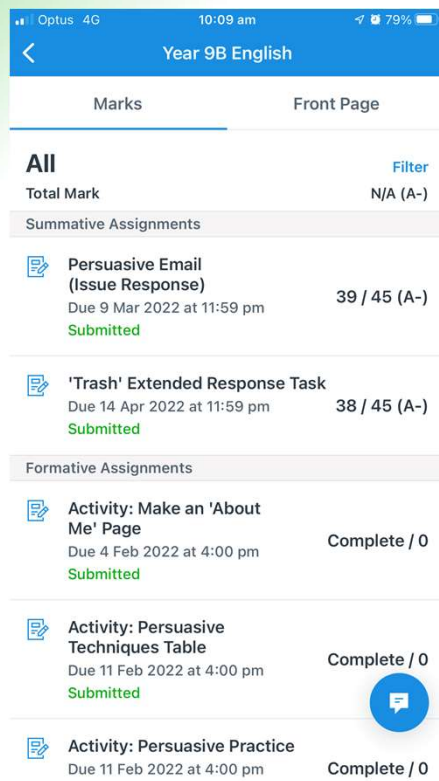 Optus 4G 10:09 am 79%
Year 9B English
Marks Front Page
All Filter
Total Mark N/A (A-)
Summative Assignments
Persuasive Email
(Issue Response)
39 / 45 (A-)
Due 9 Mar 2022 at 11:59 pm
Submitted
'Trash' Extended Response Task
Due 14 Apr 2022 at 11:59 pm 38 / 45 (A-)
Submitted
Formative Assignments
Activity: Make an 'About
Me' Page
Complete / 0
Due 4 Feb 2022 at 4:00 pm
Submitted
Activity: Persuasive
Techniques Table
Complete / 0
Due 11 Feb 2022 at 4:00 pm
Submitted
Activity: Persuasive Practice
Due 11 Feb 2022 at 4:00 pm Complete / 0